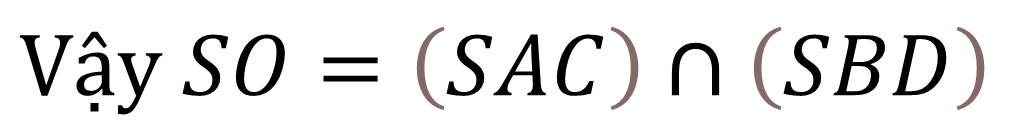 Vậy SO = (SAC) ∩ (SBD)